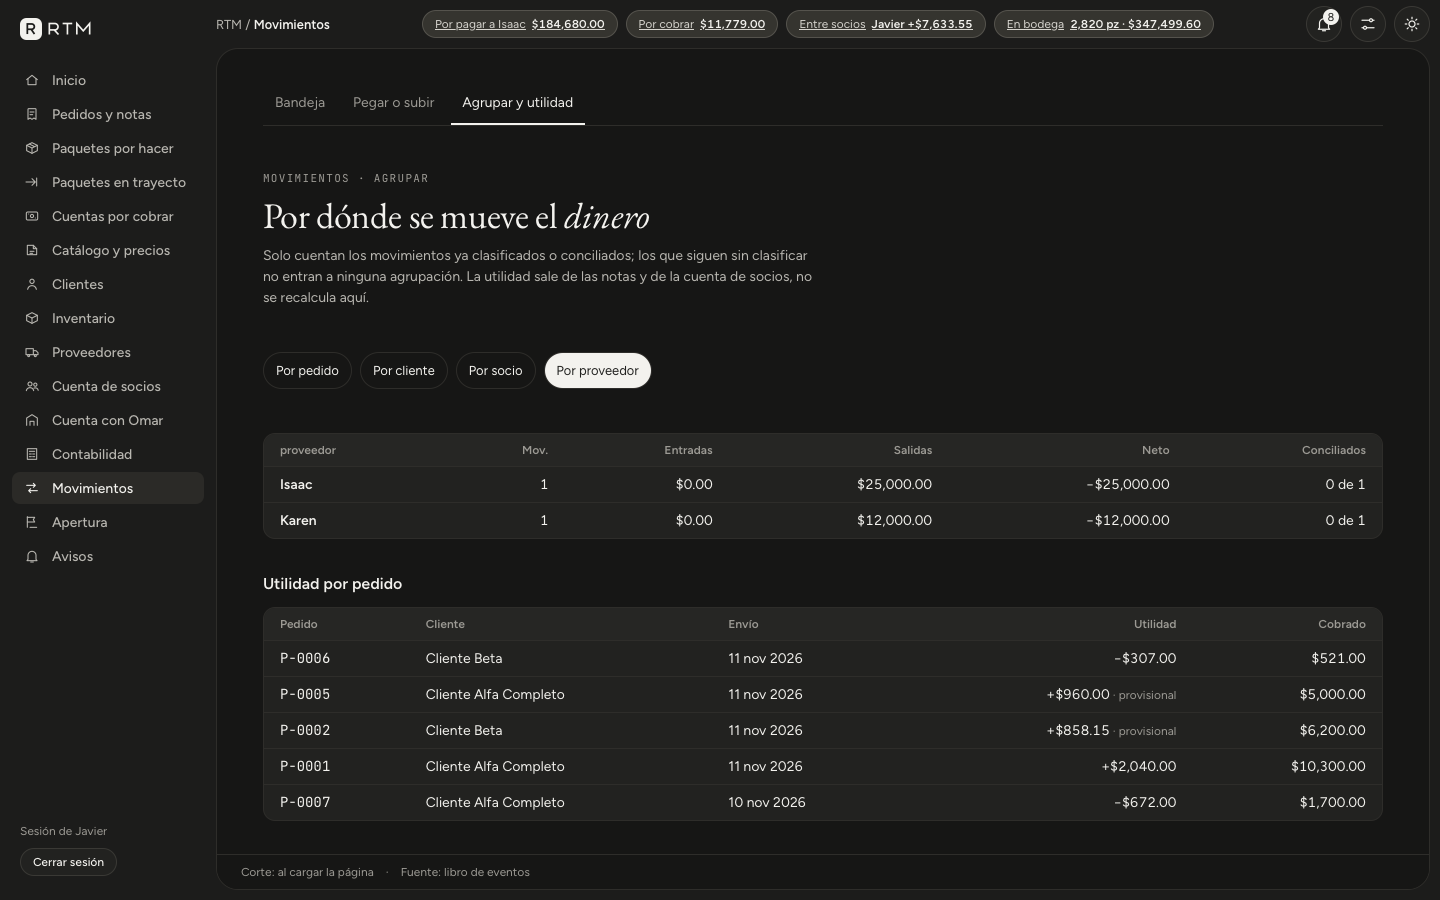 R RTM
RTM / Movimientos
Por pagar a Isaac $184,680.00
Por cobrar $11,779.00
Entre socios Javier +$7,633.55
En bodega 2,820 pz · $347,499.60
8
Inicio
Pedidos y notas
Paquetes por hacer
Paquetes en trayecto
Cuentas por cobrar
Catálogo y precios
Clientes
Inventario
Proveedores
Cuenta de socios
Cuenta con Omar
Contabilidad
Movimientos
Apertura
Avisos
Sesión de Javier
Cerrar sesión
Bandeja Pegar o subir Agrupar y utilidad
MOVIMIENTOS · AGRUPAR
Por dónde se mueve el dinero
Solo cuentan los movimientos ya clasificados o conciliados; los que siguen sin clasificar
no entran a ninguna agrupación. La utilidad sale de las notas y de la cuenta de socios, no
se recalcula aquí.
Por pedido Por cliente Por socio Por proveedor
proveedor Mov. Entradas Salidas Neto Conciliados
Isaac 1 $0.00 $25,000.00 −$25,000.00 0 de 1
Karen 1 $0.00 $12,000.00 −$12,000.00 0 de 1
Utilidad por pedido
Pedido Cliente Envío Utilidad Cobrado
P-0006 Cliente Beta 11 nov 2026 −$307.00 $521.00
P-0005 Cliente Alfa Completo 11 nov 2026 +$960.00 · provisional $5,000.00
P-0002 Cliente Beta 11 nov 2026 +$858.15 · provisional $6,200.00
P-0001 Cliente Alfa Completo 11 nov 2026 +$2,040.00 $10,300.00
P-0007 Cliente Alfa Completo 10 nov 2026 −$672.00 $1,700.00
Corte: al cargar la página · Fuente: libro de eventos